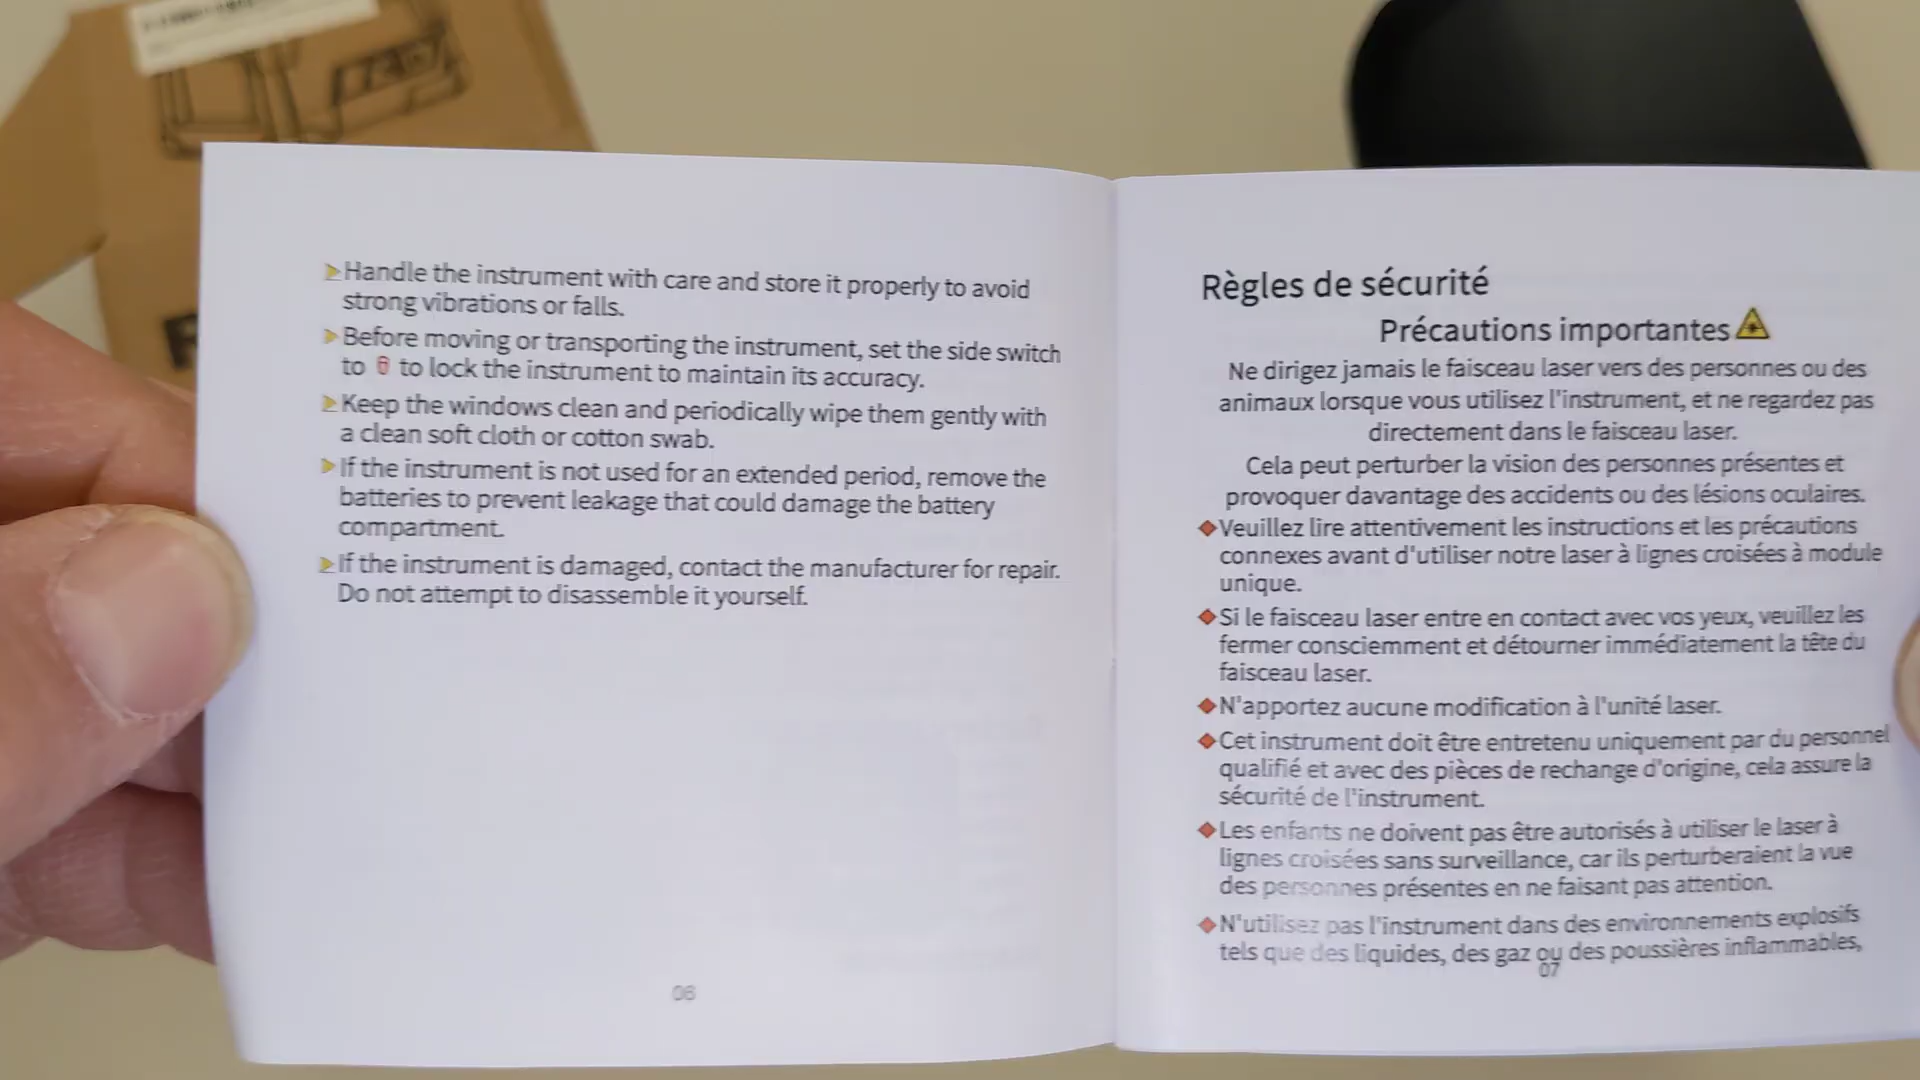 Handle the instrument with care and store it properly to avoid
strong vibrations or falls.
Before moving or transporting the instrument, set the side switch
to to lock the instrument to maintain its accuracy.
Keep the windows clean and periodically wipe them gently with
a clean soft cloth or cotton swab.
If the instrument is not used for an extended period, remove the
batteries to prevent leakage that could damage the battery
compartment.
If the instrument is damaged, contact the manufacturer for repair.
Do not attempt to disassemble it yourself.
06
Règles de sécurité
Précautions importantes
Ne dirigez jamais le faisceau laser vers des personnes ou des
animaux lorsque vous utilisez l'instrument, et ne regardez pas
directement dans le faisceau laser.
Cela peut perturber la vision des personnes présentes et
provoquer davantage des accidents ou des lésions oculaires.
Veuillez lire attentivement les instructions et les précautions
connexes avant d'utiliser notre laser à lignes croisées à module
unique.
Si le faisceau laser entre en contact avec vos yeux, veuillez les
fermer consciemment et détourner immédiatement la tête du
faisceau laser.
N'apportez aucune modification à l'unité laser.
Cet instrument doit être entretenu uniquement par du personnel
qualifié et avec des pièces de rechange d'origine, cela assure la
sécurité de l'instrument.
Les enfants ne doivent pas être autorisés à utiliser le laser à
lignes croisées sans surveillance, car ils perturberaient la vue
des personnes présentes en ne faisant pas attention.
N'utilisez pas l'instrument dans des environnements explosifs
tels que des liquides, des gaz ou des poussières inflammables,
07